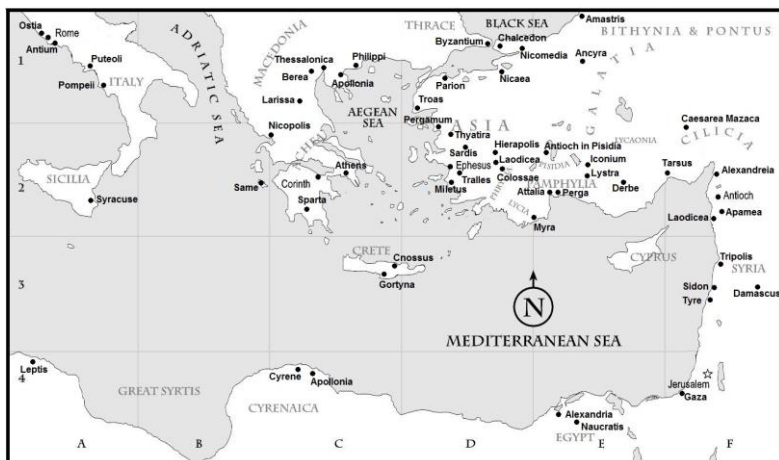 THRACE
BLACK SEA
Amastris
BITHYNIA & PONTUS
Ostia
Rome
Antium
ADRIATIC SEA
MACEDONIA
Byzantium
Chalcedon
Nicomedia
GALATIA
1
Puteoli
Thessalonica
Philippi
Ancyra
Berea
Apollonia
Nicaea
Pompeii
ITALY
Parion
Larissa
AEGEAN SEA
Troas
Pergamum
ASIA
Caesarea Mazaca
CILICIA
Nicopolis
Thyatira
LYCAONIA
Sardis
Hierapolis
Antioch in Pisidia
Ephesus
Laodicea
PISIDIA
Iconium
Athens
Tralles
Colossae
Lystra
Tarsus
Alexandreia
SICILIA
2
Same
Corinth
Miletus
Attalia
PAMPHYLIA
Perga
Derbe
Antioch
Syracuse
Sparta
LYCIA
Laodicea
Apamea
Myra
CRETE
Cnossus
CYPRUS
Tripolis
SYRIA
Gortyna
3
Sidon
Damascus
Tyre
N
MEDITERRANEAN SEA
Leptis
4
Cyrene
Apollonia
GREAT SYRTIS
Jerusalem
Gaza
CYRENAICA
Alexandria
Naucratis
EGYPT
A
B
C
D
E
F